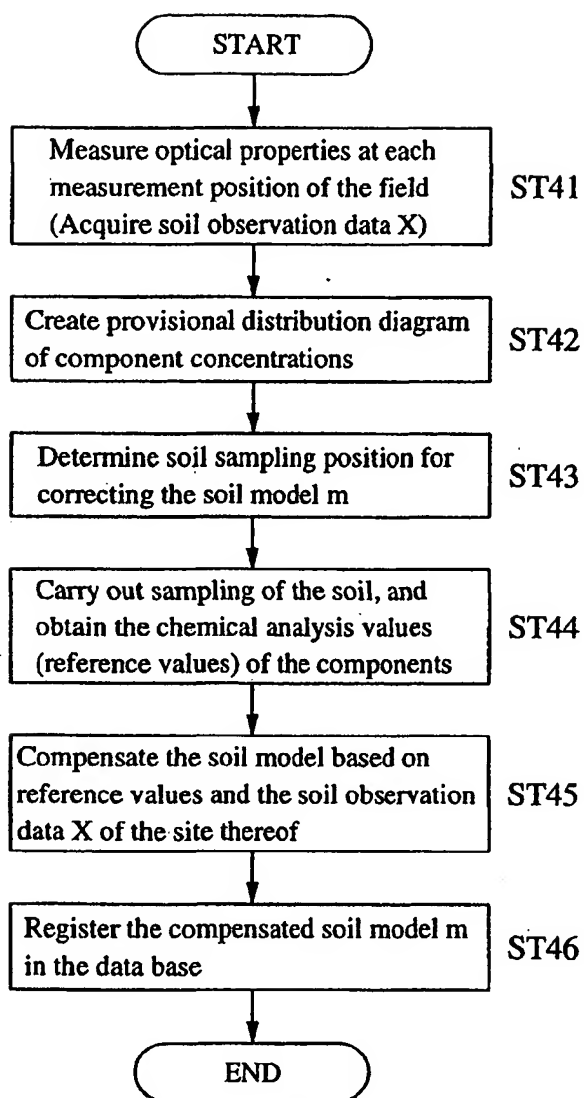 START
Measure optical properties at each
measurement position of the field
(Acquire soil observation data X)
ST41
Create provisional distribution diagram
of component concentrations
ST42
Determine soil sampling position for
correcting the soil model m
ST43
Carry out sampling of the soil, and
obtain the chemical analysis values
(reference values) of the components
ST44
Compensate the soil model based on
reference values and the soil observation
data X of the site thereof
ST45
Register the compensated soil model m
in the data base
ST46
END